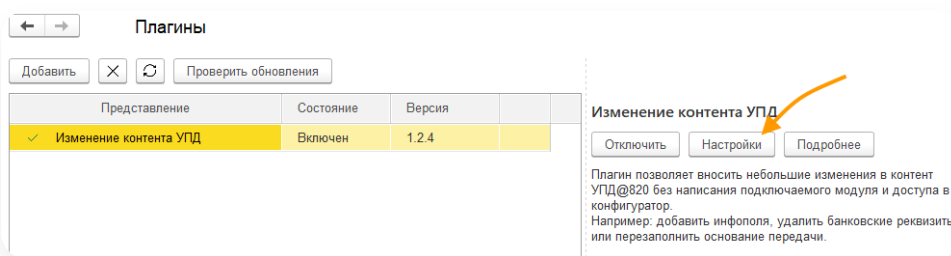 Плагины
Добавить
Проверить обновления
Представление Состояние Версия
Изменение контента УПД Включен 1.2.4
Изменение контента УПД
Отключить Настройки Подробнее
Плагин позволяет вносить небольшие изменения в контент
УПД@820 без написания подключаемого модуля и доступа в
конфигуратор.
Например: добавить инфополя, удалить банковские реквизиты
или перезаполнить основание передачи.